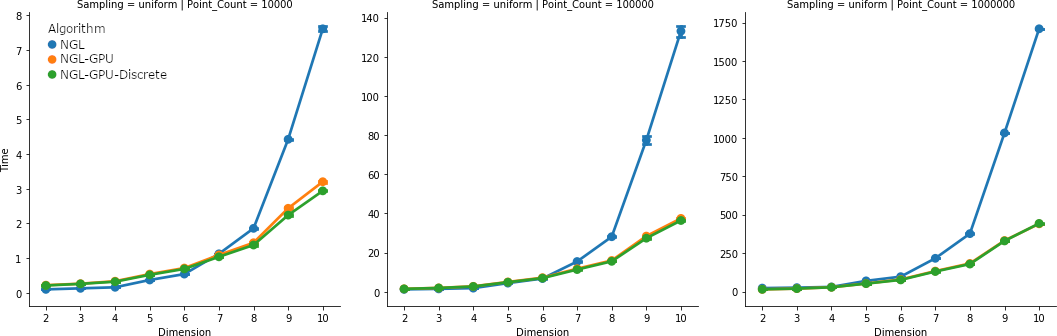 Sampling = uniform | Point_Count = 10000
8
7
6
5
4
3
2
1
0
Time
Algorithm
NGL
NGL-GPU
NGL-GPU-Discrete
2 3 4 5 6 7 8 9 10
Dimension
Sampling = uniform | Point_Count = 100000
140
120
100
80
60
40
20
0
2 3 4 5 6 7 8 9 10
Dimension
Sampling = uniform | Point_Count = 1000000
1750
1500
1250
1000
750
500
250
0
2 3 4 5 6 7 8 9 10
Dimension